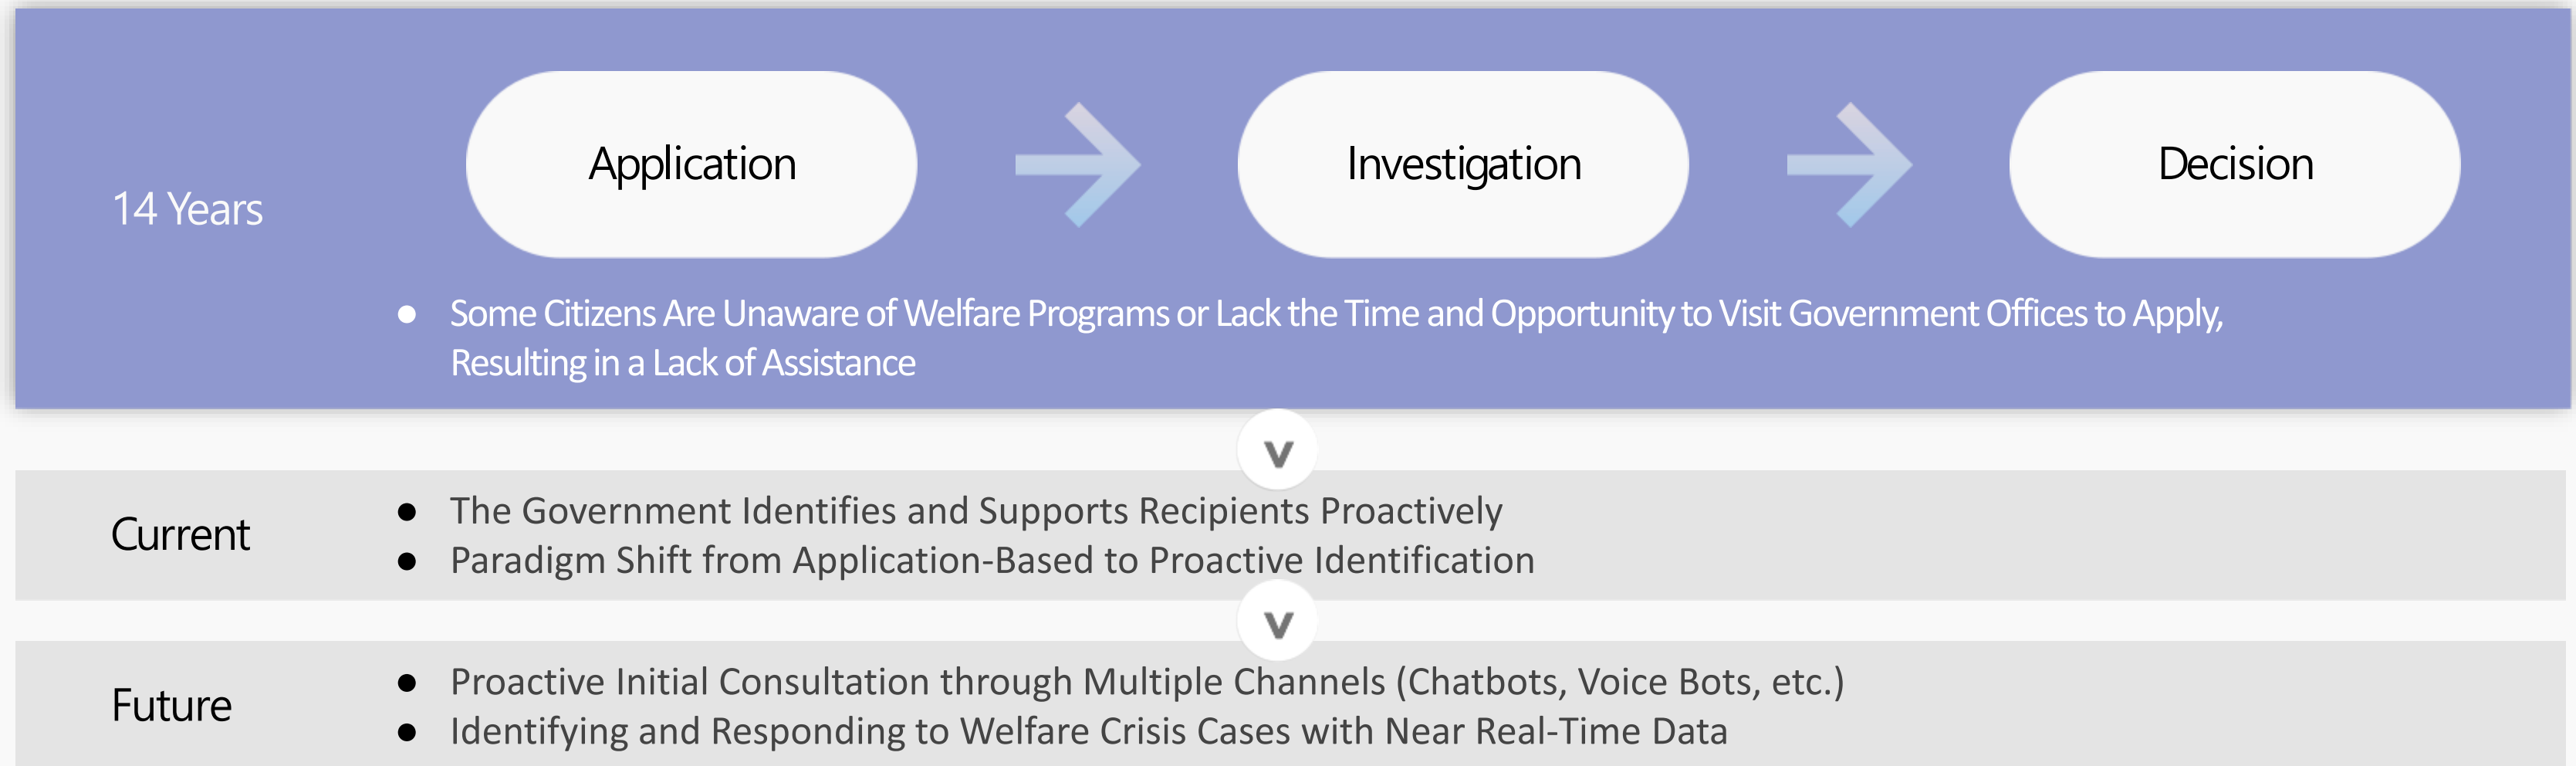 Application
Investigation
Decision
14 Years
● Some Citizens Are Unaware of Welfare Programs or Lack the Time and Opportunity to Visit Government Offices to Apply,
Resulting in a Lack of Assistance
V
Current
● The Government Identifies and Supports Recipients Proactively
● Paradigm Shift from Application-Based to Proactive Identification
V
Future
● Proactive Initial Consultation through Multiple Channels (Chatbots, Voice Bots, etc.)
● Identifying and Responding to Welfare Crisis Cases with Near Real-Time Data